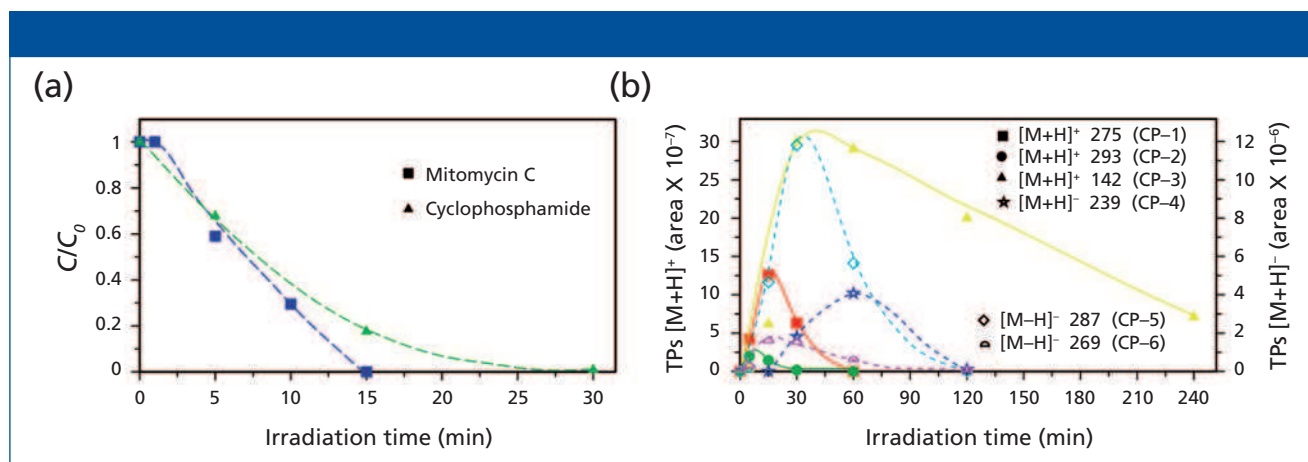 (a)
C/C0
1
0.8
0.6
0.4
0.2
0
0 5 10 15 20 25 30
Irradiation time (min)
Mitomycin C
Cyclophosphamide
(b)
TPs [M+H]⁺ (area X 10⁻⁷)
30
25
20
15
10
5
0
0 30 60 90 120 150 180 210 240
Irradiation time (min)
[M+H]⁺ 275 (CP–1)
[M+H]⁺ 293 (CP–2)
[M+H]⁺ 142 (CP–3)
[M+H]⁻ 239 (CP–4)
[M–H]⁻ 287 (CP–5)
[M–H]⁻ 269 (CP–6)
12
10
8
6
4
2
0
TPs [M+H]⁻ (area X 10⁻⁶)